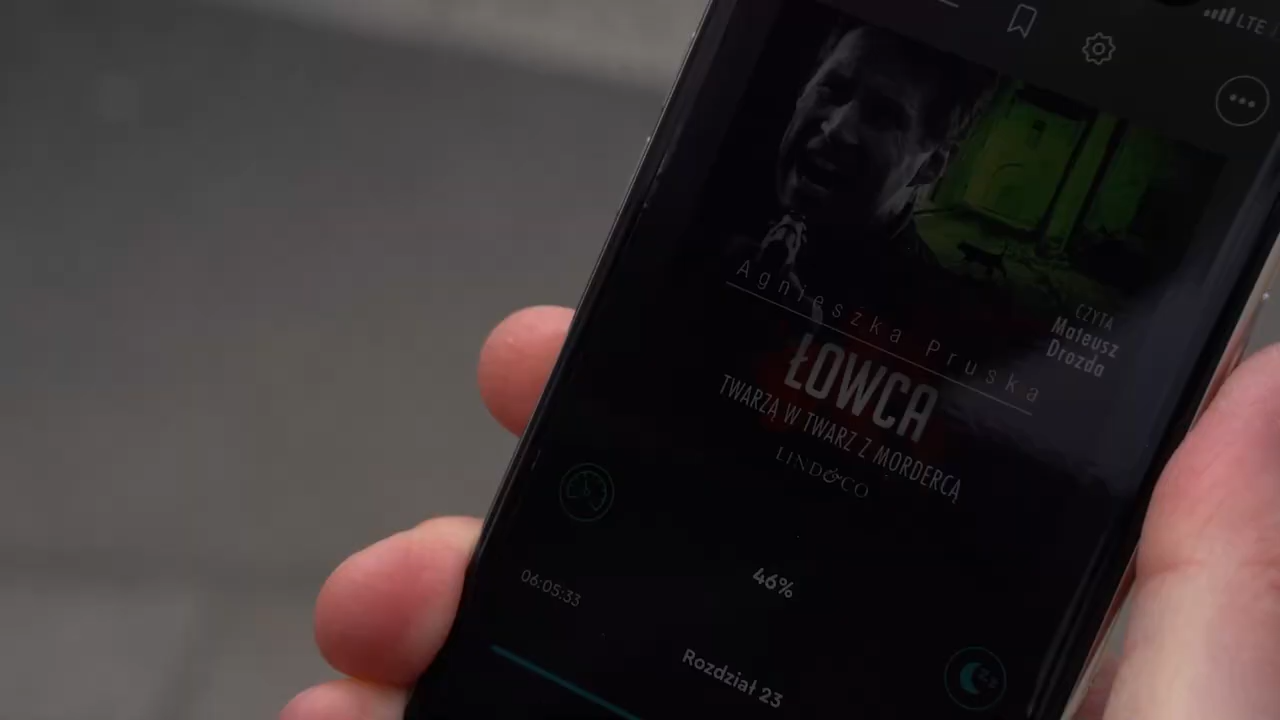 LTE
Agnieszka Pruska
CZYTA
Mateusz
Drozda
ŁOWCA
TWARZĄ W TWARZ Z MORDERCĄ
LIND&CO
46%
06:05:33
Rozdział 23